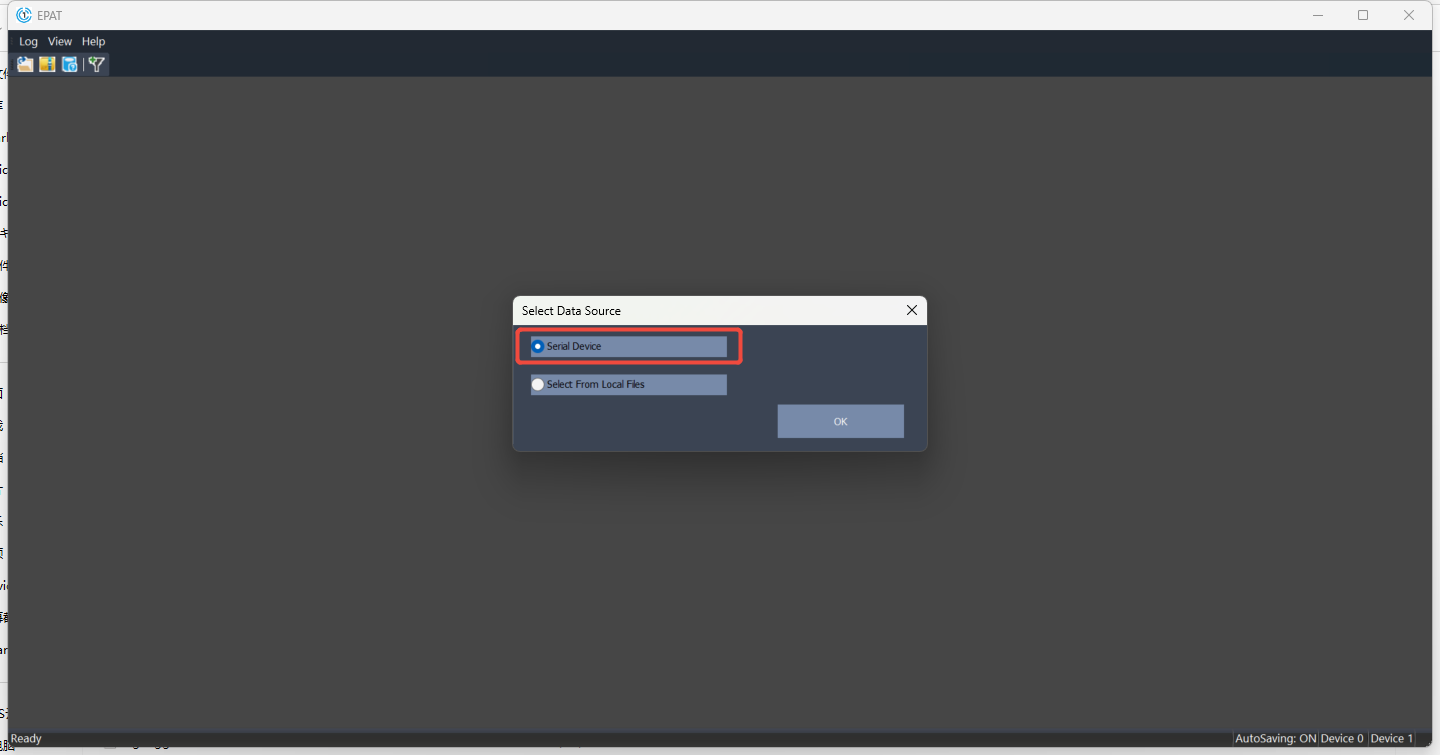 EPAT
Log View Help
Select Data Source
Serial Device
Select From Local Files
OK
Ready
AutoSaving: ON Device 0 Device 1